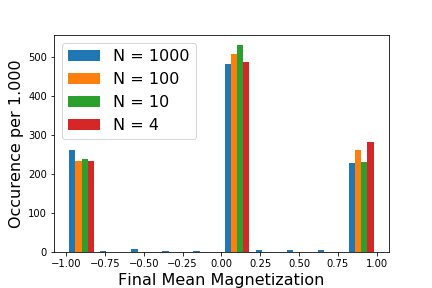 N = 1000
N = 100
N = 10
N = 4
Occurence per 1.000
500
400
300
200
100
0
−1.00 −0.75 −0.50 −0.25 0.00 0.25 0.50 0.75 1.00
Final Mean Magnetization